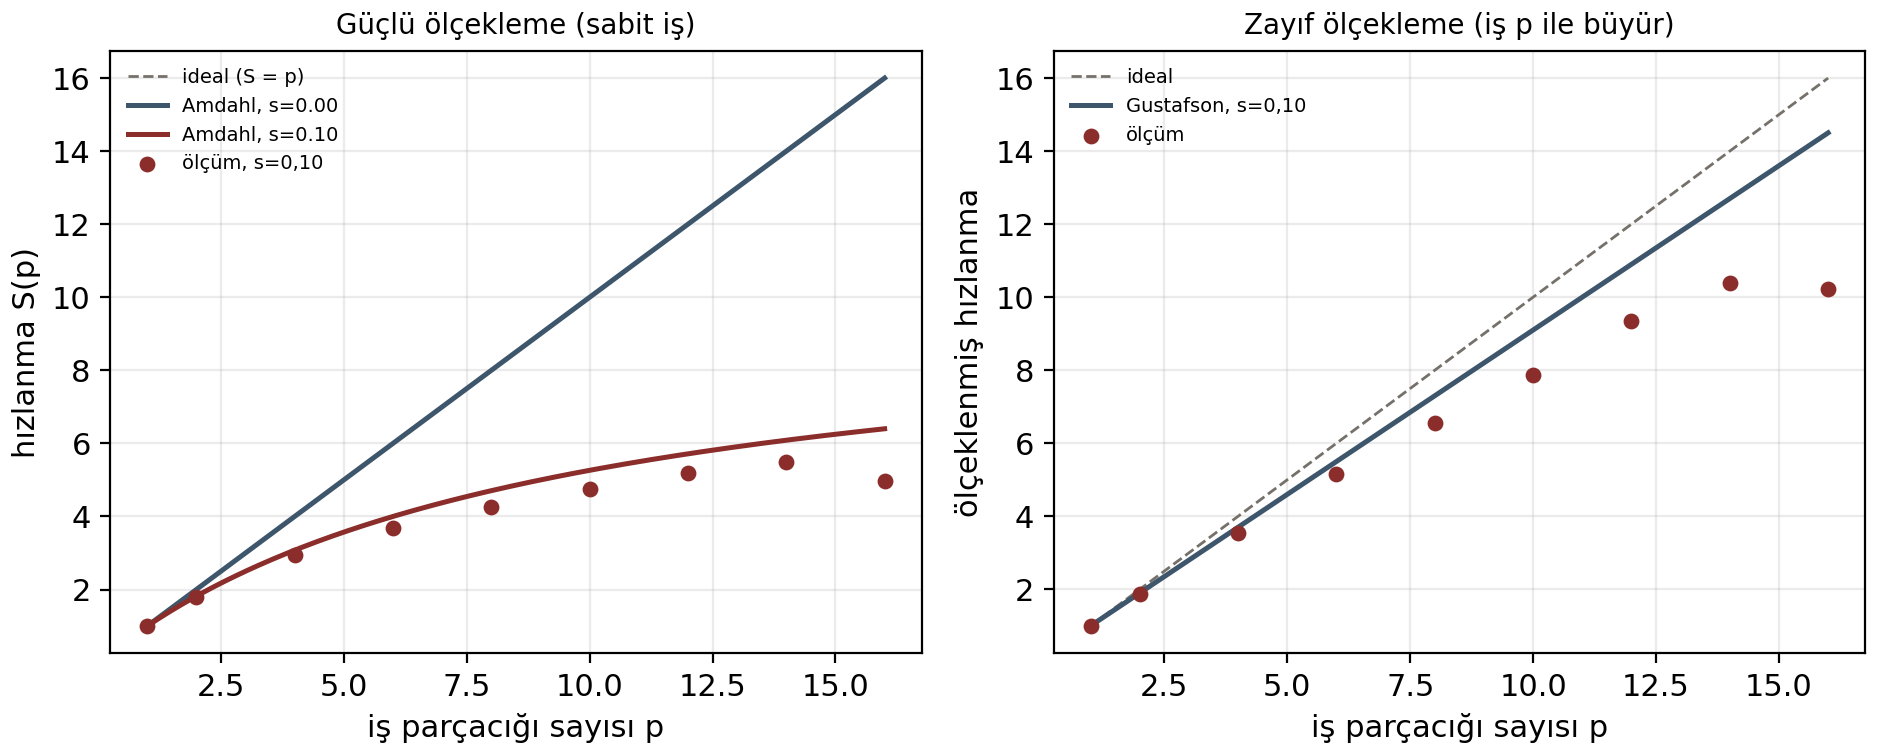 Güçlü ölçekleme (sabit iş)
ideal (S = p)
Amdahl, s=0.00
Amdahl, s=0.10
ölçüm, s=0,10
16
14
12
10
8
6
4
2
hızlanma S(p)
2.5 5.0 7.5 10.0 12.5 15.0
iş parçacığı sayısı p
Zayıf ölçekleme (iş p ile büyür)
ideal
Gustafson, s=0,10
ölçüm
16
14
12
10
8
6
4
2
ölçeklenmiş hızlanma
2.5 5.0 7.5 10.0 12.5 15.0
iş parçacığı sayısı p